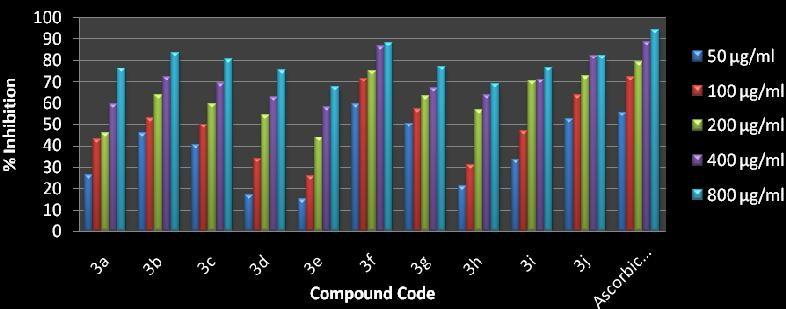 % Inhibition
100
90
80
70
60
50
40
30
20
10
0
3a 3b 3c 3d 3e 3f 3g 3h 3i 3j Ascorbic...
Compound Code
50 µg/ml
100 µg/ml
200 µg/ml
400 µg/ml
800 µg/ml